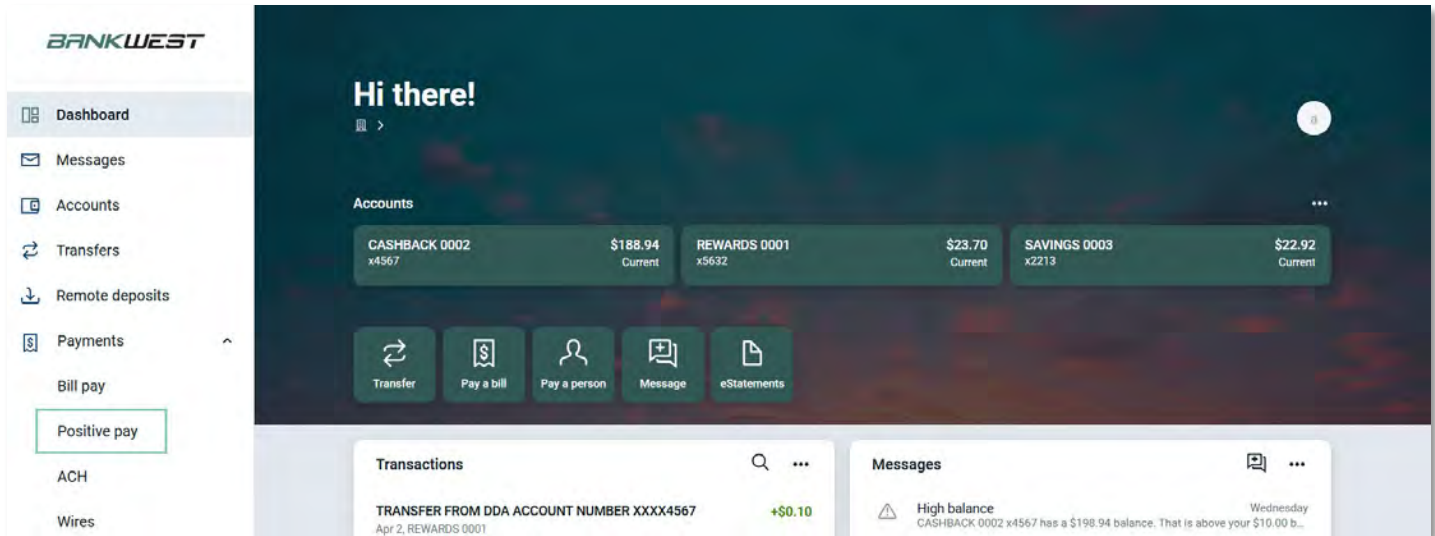 BANKWEST
Dashboard
Messages
Accounts
Transfers
Remote deposits
Payments
Bill pay
Positive pay
ACH
Wires
Hi there!
a
Accounts
CASHBACK 0002 $188.94
x4567 Current
REWARDS 0001 $23.70
x5632 Current
SAVINGS 0003 $22.92
x2213 Current
Transfer
Pay a bill
Pay a person
Message
eStatements
Transactions
TRANSFER FROM DDA ACCOUNT NUMBER XXXX4567 +$0.10
Apr 2, REWARDS 0001
Messages
High balance Wednesday
CASHBACK 0002 x4567 has a $198.94 balance. That is above your $10.00 b...